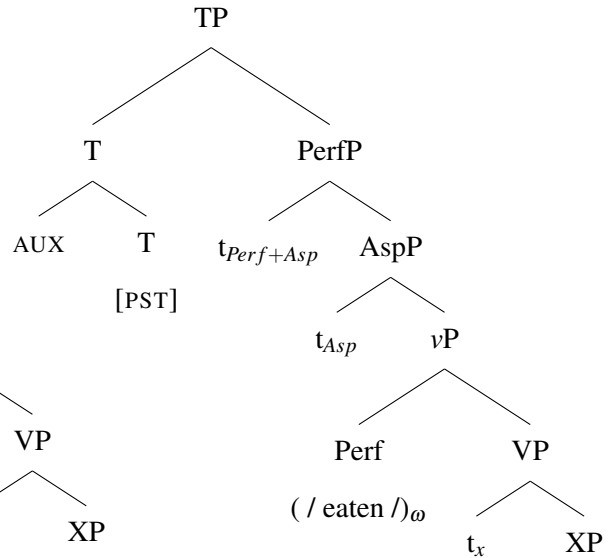 TP
T PerfP
AUX T t_{Perf+Asp} AspP
[PST]
t_{Asp} vP
VP Perf VP
( / eaten /)_ω
XP t_x XP